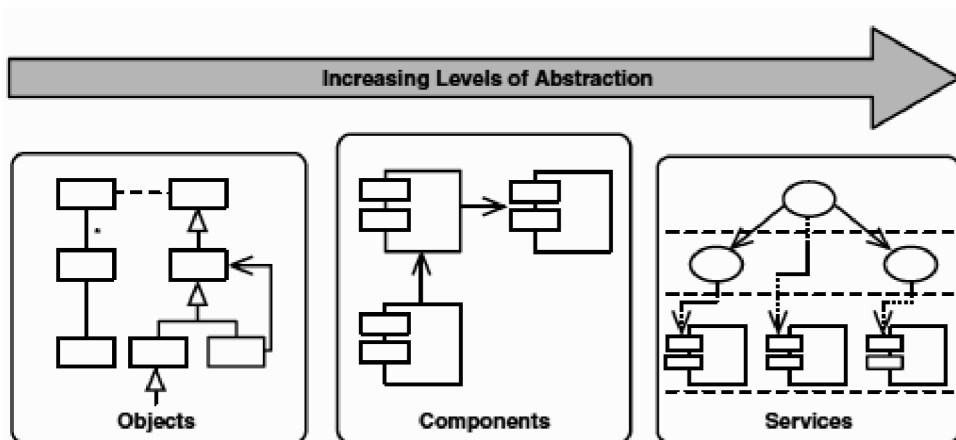 Increasing Levels of Abstraction
Objects
Components
Services